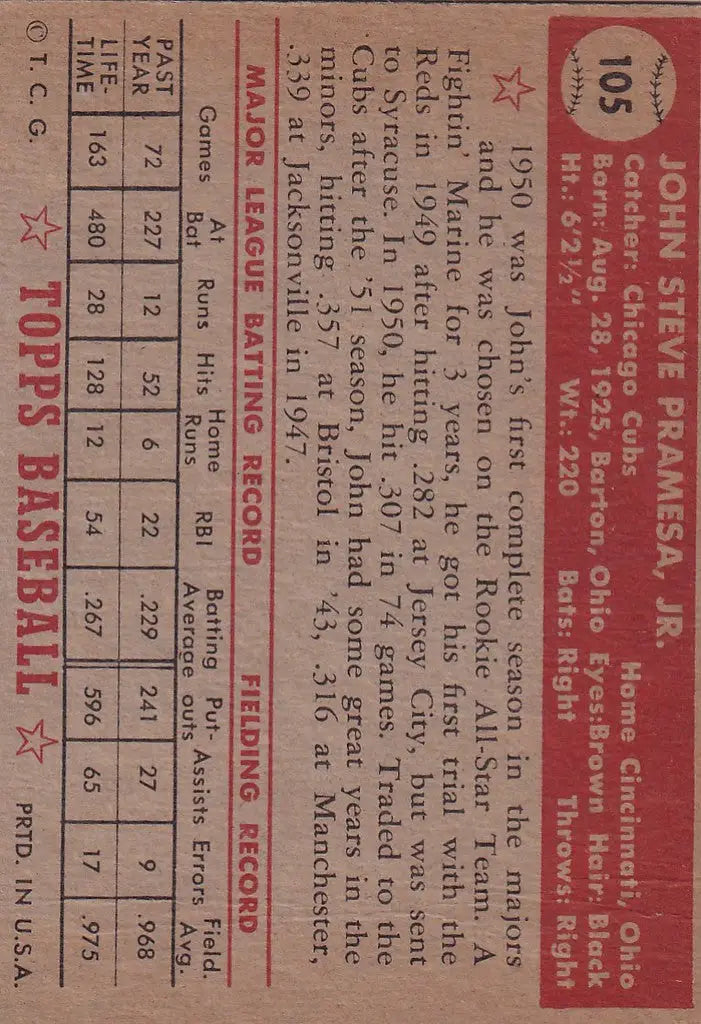 105
JOHN STEVE PRAMESA, JR.
Catcher: Chicago Cubs Home Cincinnati, Ohio
Born: Aug. 28, 1925, Barton, Ohio Eyes:Brown Hair: Black
Ht.: 6'2½" Wt.: 220 Bats: Right Throws: Right
1950 was John's first complete season in the majors
and he was chosen on the Rookie All-Star Team. A
Fightin' Marine for 3 years, he got his first trial with the
Reds in 1949 after hitting .282 at Jersey City, but was sent
to Syracuse. In 1950, he hit .307 in 74 games. Traded to the
Cubs after the '51 season, John had some great years in the
minors, hitting .357 at Bristol in '43, .316 at Manchester,
.339 at Jacksonville in 1947.
MAJOR LEAGUE BATTING RECORD FIELDING RECORD
Games At Bat Runs Hits Home Runs RBI Batting Average Put-outs Assists Errors Field. Avg.
PAST YEAR 72 227 12 52 6 22 .229 241 27 9 .968
LIFE-TIME 163 480 28 128 12 54 .267 596 65 17 .975
© T. C. G. TOPPS BASEBALL PRTD. IN U.S.A.